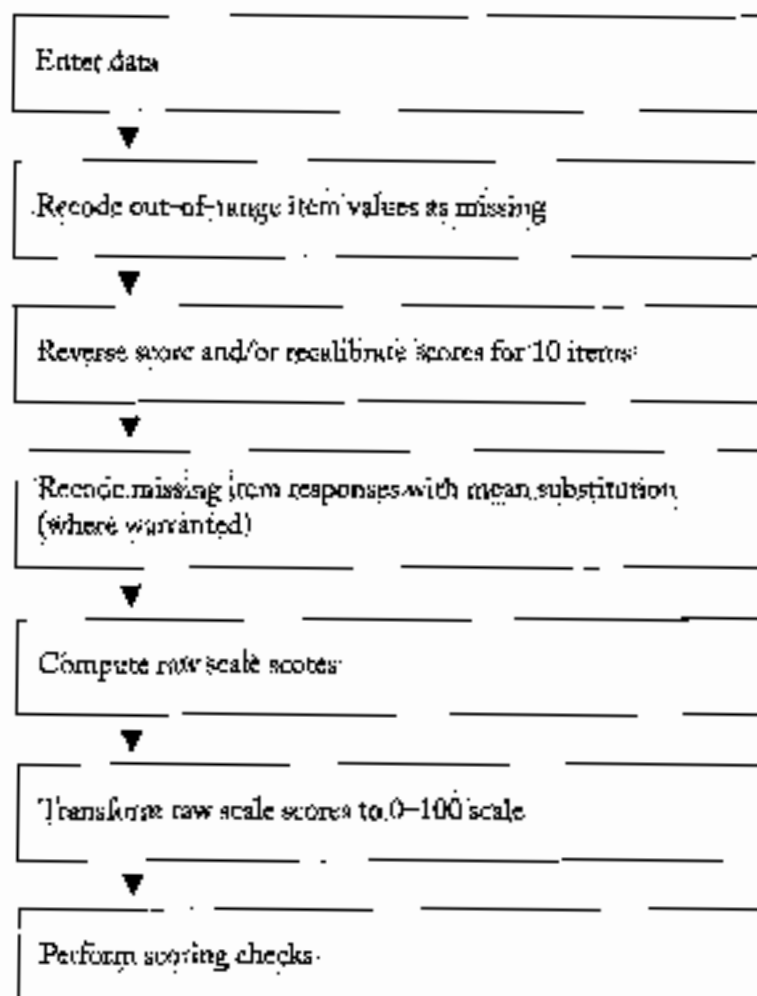 Enter data
Recode out-of-range item values as missing
Reverse score and/or recalibrate scores for 10 items
Recode missing item responses with mean substitution
(where warranted)
Compute raw scale scores
Transform raw scale scores to 0–100 scale
Perform scoring checks